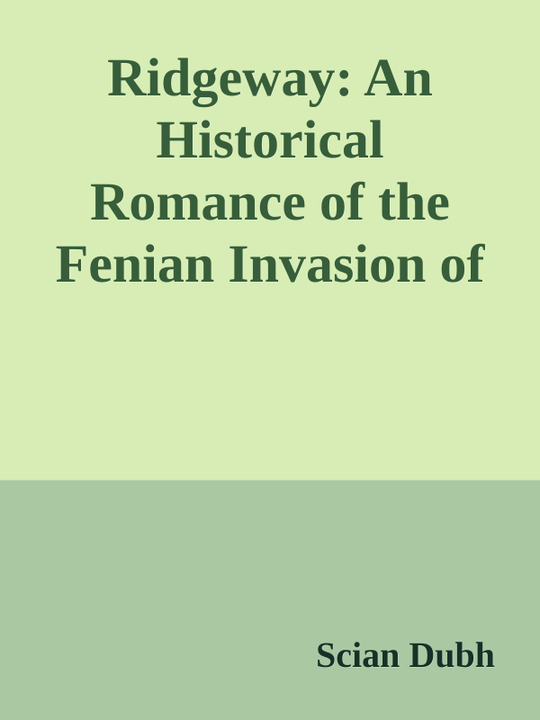 Ridgeway: An
Historical
Romance of the
Fenian Invasion of
Scian Dubh